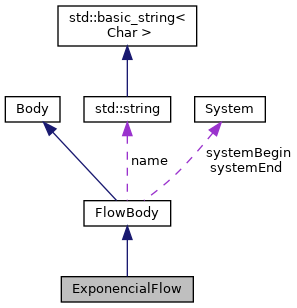 std::basic_string<
Char >
Body
std::string
System
name
systemBegin
systemEnd
FlowBody
ExponencialFlow